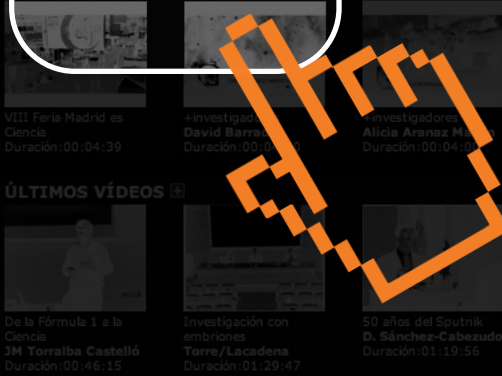 VIII Feria Madrid es
Ciencia
Duración:00:04:39
+investigado
David Barrac
Duración:00:0
+investigadores
Alicia Aranaz Ma
Duración:00:04:0
ÚLTIMOS VÍDEOS
De la Fórmula 1 a la
Ciencia
JM Torralba Castelló
Duración:00:46:15
Investigación con
embriones
Torre/Lacadena
Duración:01:29:47
50 años del Sputnik
D. Sánchez-Cabezudo
Duración:01:19:56